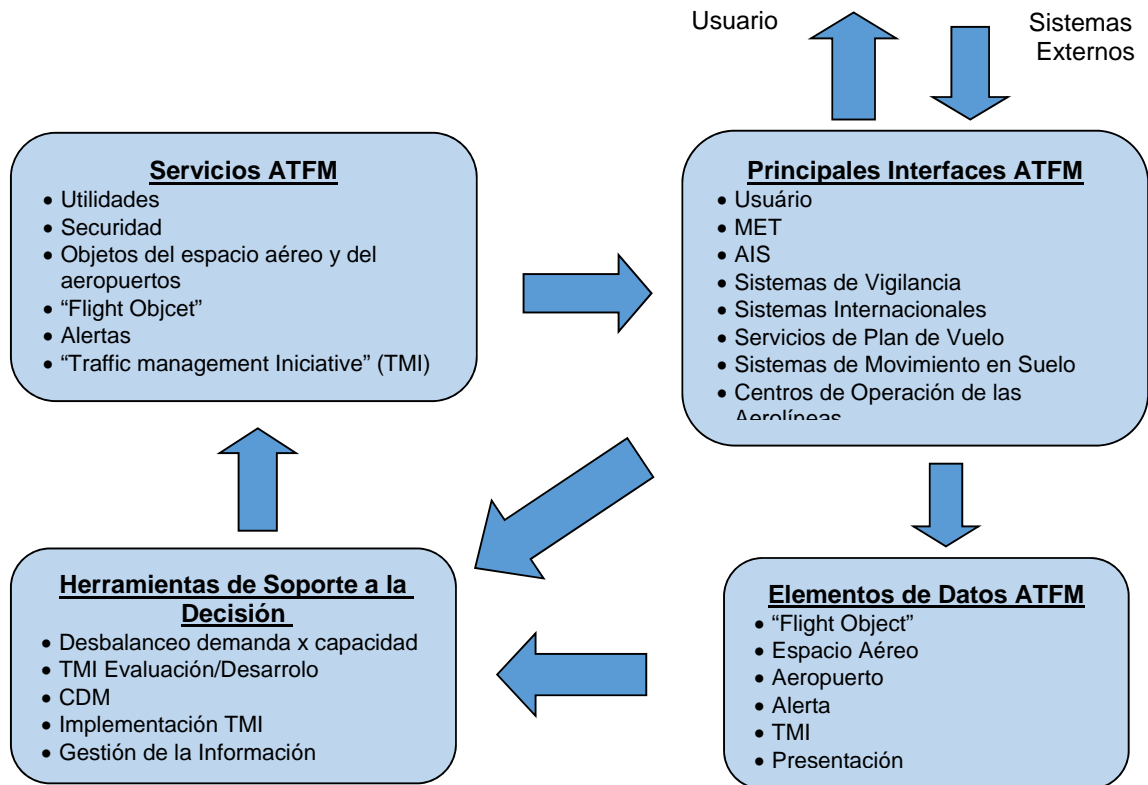 Usuario
Sistemas
Externos
Servicios ATFM
• Utilidades
• Securidad
• Objetos del espacio aéreo y del
aeropuertos
• “Flight Objcet”
• Alertas
• “Traffic management Iniciative” (TMI)
Principales Interfaces ATFM
• Usuário
• MET
• AIS
• Sistemas de Vigilancia
• Sistemas Internacionales
• Servicios de Plan de Vuelo
• Sistemas de Movimiento en Suelo
• Centros de Operación de las
Aerolíneas
Herramientas de Soporte a la
Decisión
• Desbalanceo demanda x capacidad
• TMI Evaluación/Desarrolo
• CDM
• Implementación TMI
• Gestión de la Información
Elementos de Datos ATFM
• “Flight Object”
• Espacio Aéreo
• Aeropuerto
• Alerta
• TMI
• Presentación